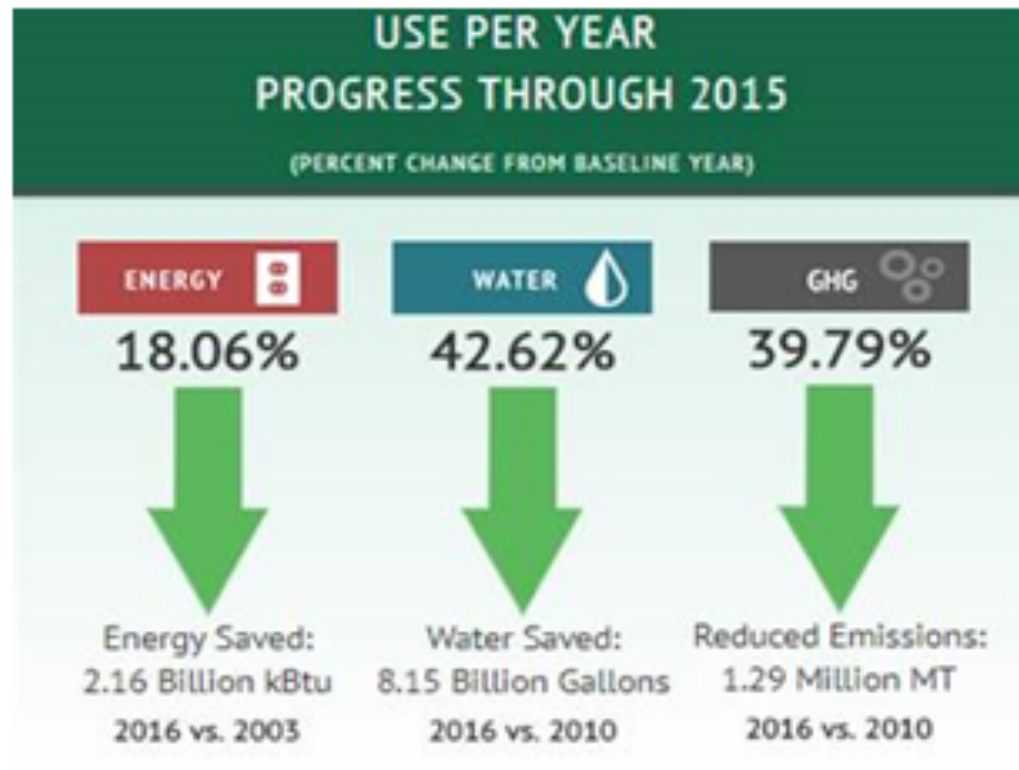 USE PER YEAR
PROGRESS THROUGH 2015
(PERCENT CHANGE FROM BASELINE YEAR)
ENERGY
WATER
GHG
18.06%
42.62%
39.79%
Energy Saved:
2.16 Billion kBtu
2016 vs. 2003
Water Saved:
8.15 Billion Gallons
2016 vs. 2010
Reduced Emissions:
1.29 Million MT
2016 vs. 2010